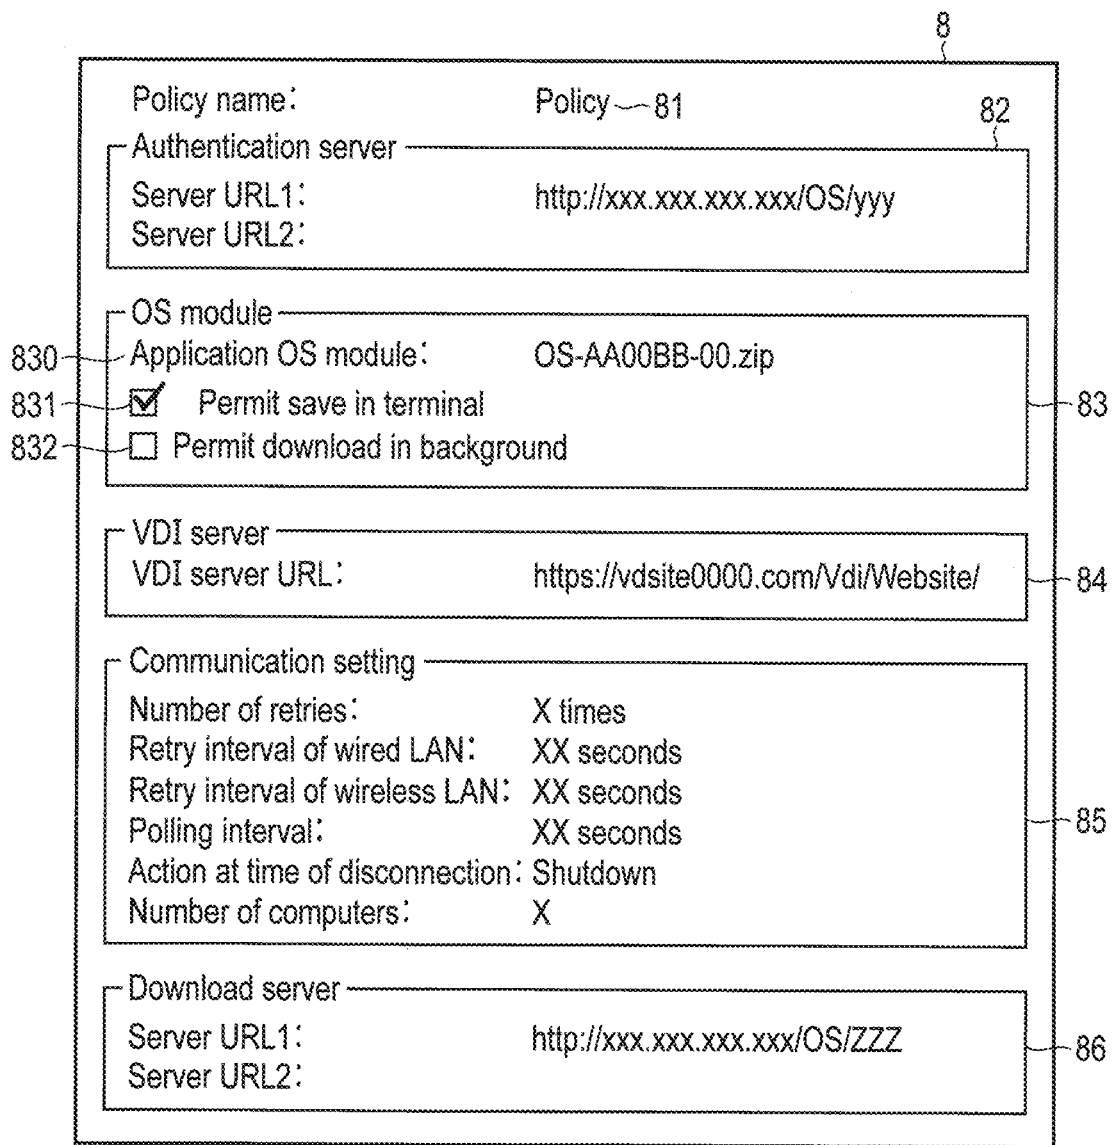 8
Policy name: Policy 81
82
Authentication server
Server URL1: http://xxx.xxx.xxx.xxx/OS/yyy
Server URL2:
OS module
830 Application OS module: OS-AA00BB-00.zip
831 Permit save in terminal 83
832 Permit download in background
VDI server
VDI server URL: https://vdsite0000.com/Vdi/Website/ 84
Communication setting
Number of retries: X times
Retry interval of wired LAN: XX seconds
Retry interval of wireless LAN: XX seconds
Polling interval: XX seconds 85
Action at time of disconnection: Shutdown
Number of computers: X
Download server
Server URL1: http://xxx.xxx.xxx.xxx/OS/ZZZ 86
Server URL2: